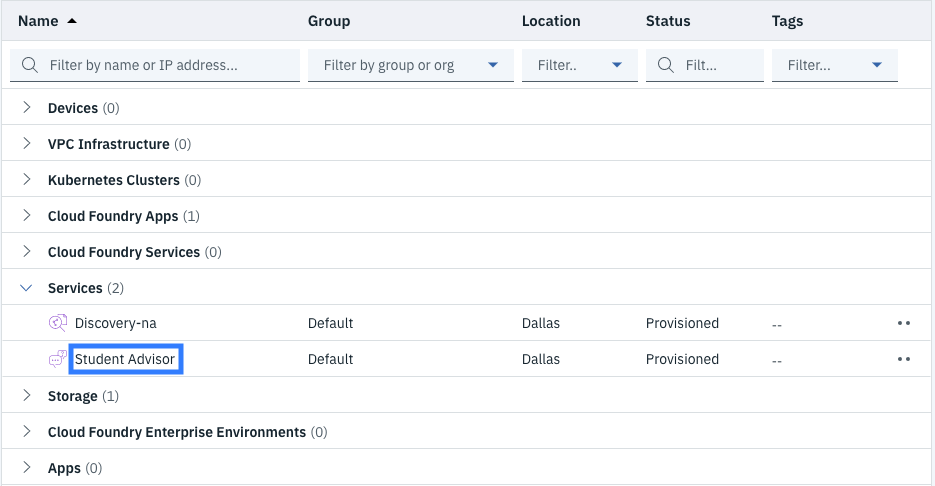 Name Group Location Status Tags
Filter by name or IP address... Filter by group or org Filter.. Filt... Filter...
Devices (0)
VPC Infrastructure (0)
Kubernetes Clusters (0)
Cloud Foundry Apps (1)
Cloud Foundry Services (0)
Services (2)
Discovery-na Default Dallas Provisioned --
Student Advisor Default Dallas Provisioned --
Storage (1)
Cloud Foundry Enterprise Environments (0)
Apps (0)